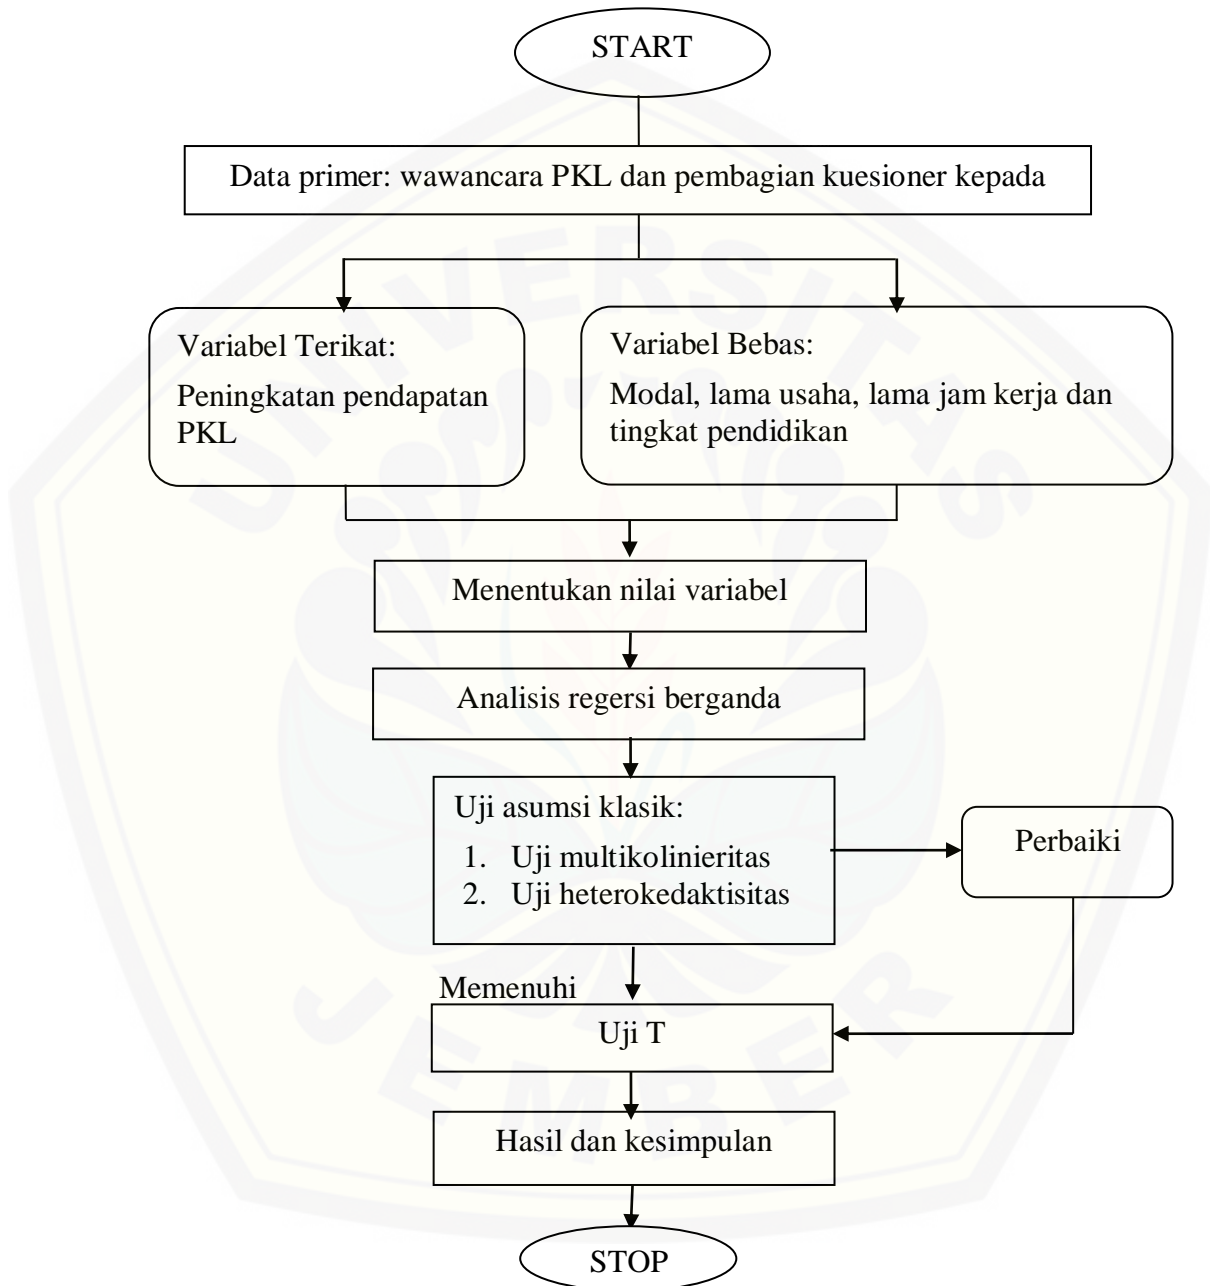 START
Data primer: wawancara PKL dan pembagian kuesioner kepada
Variabel Terikat:
Peningkatan pendapatan
PKL
Variabel Bebas:
Modal, lama usaha, lama jam kerja dan
tingkat pendidikan
Menentukan nilai variabel
Analisis regersi berganda
Uji asumsi klasik:
1. Uji multikolinieritas
2. Uji heterokedaktisitas
Perbaiki
Memenuhi
Uji T
Hasil dan kesimpulan
STOP
UNIVERSITAS
JEMBER